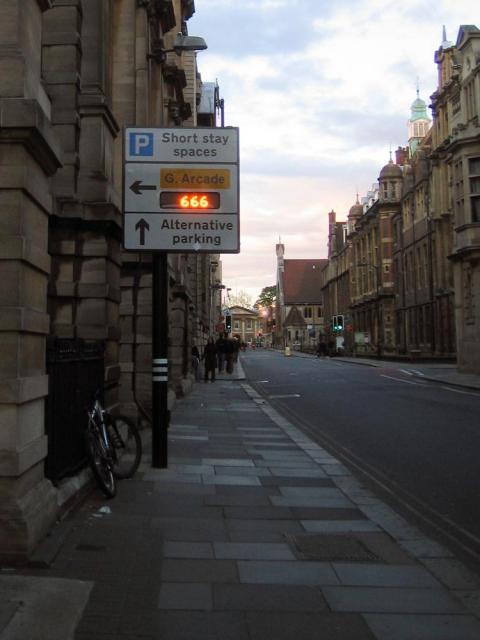 P Short stay
spaces
G. Arcade
666
Alternative
parking